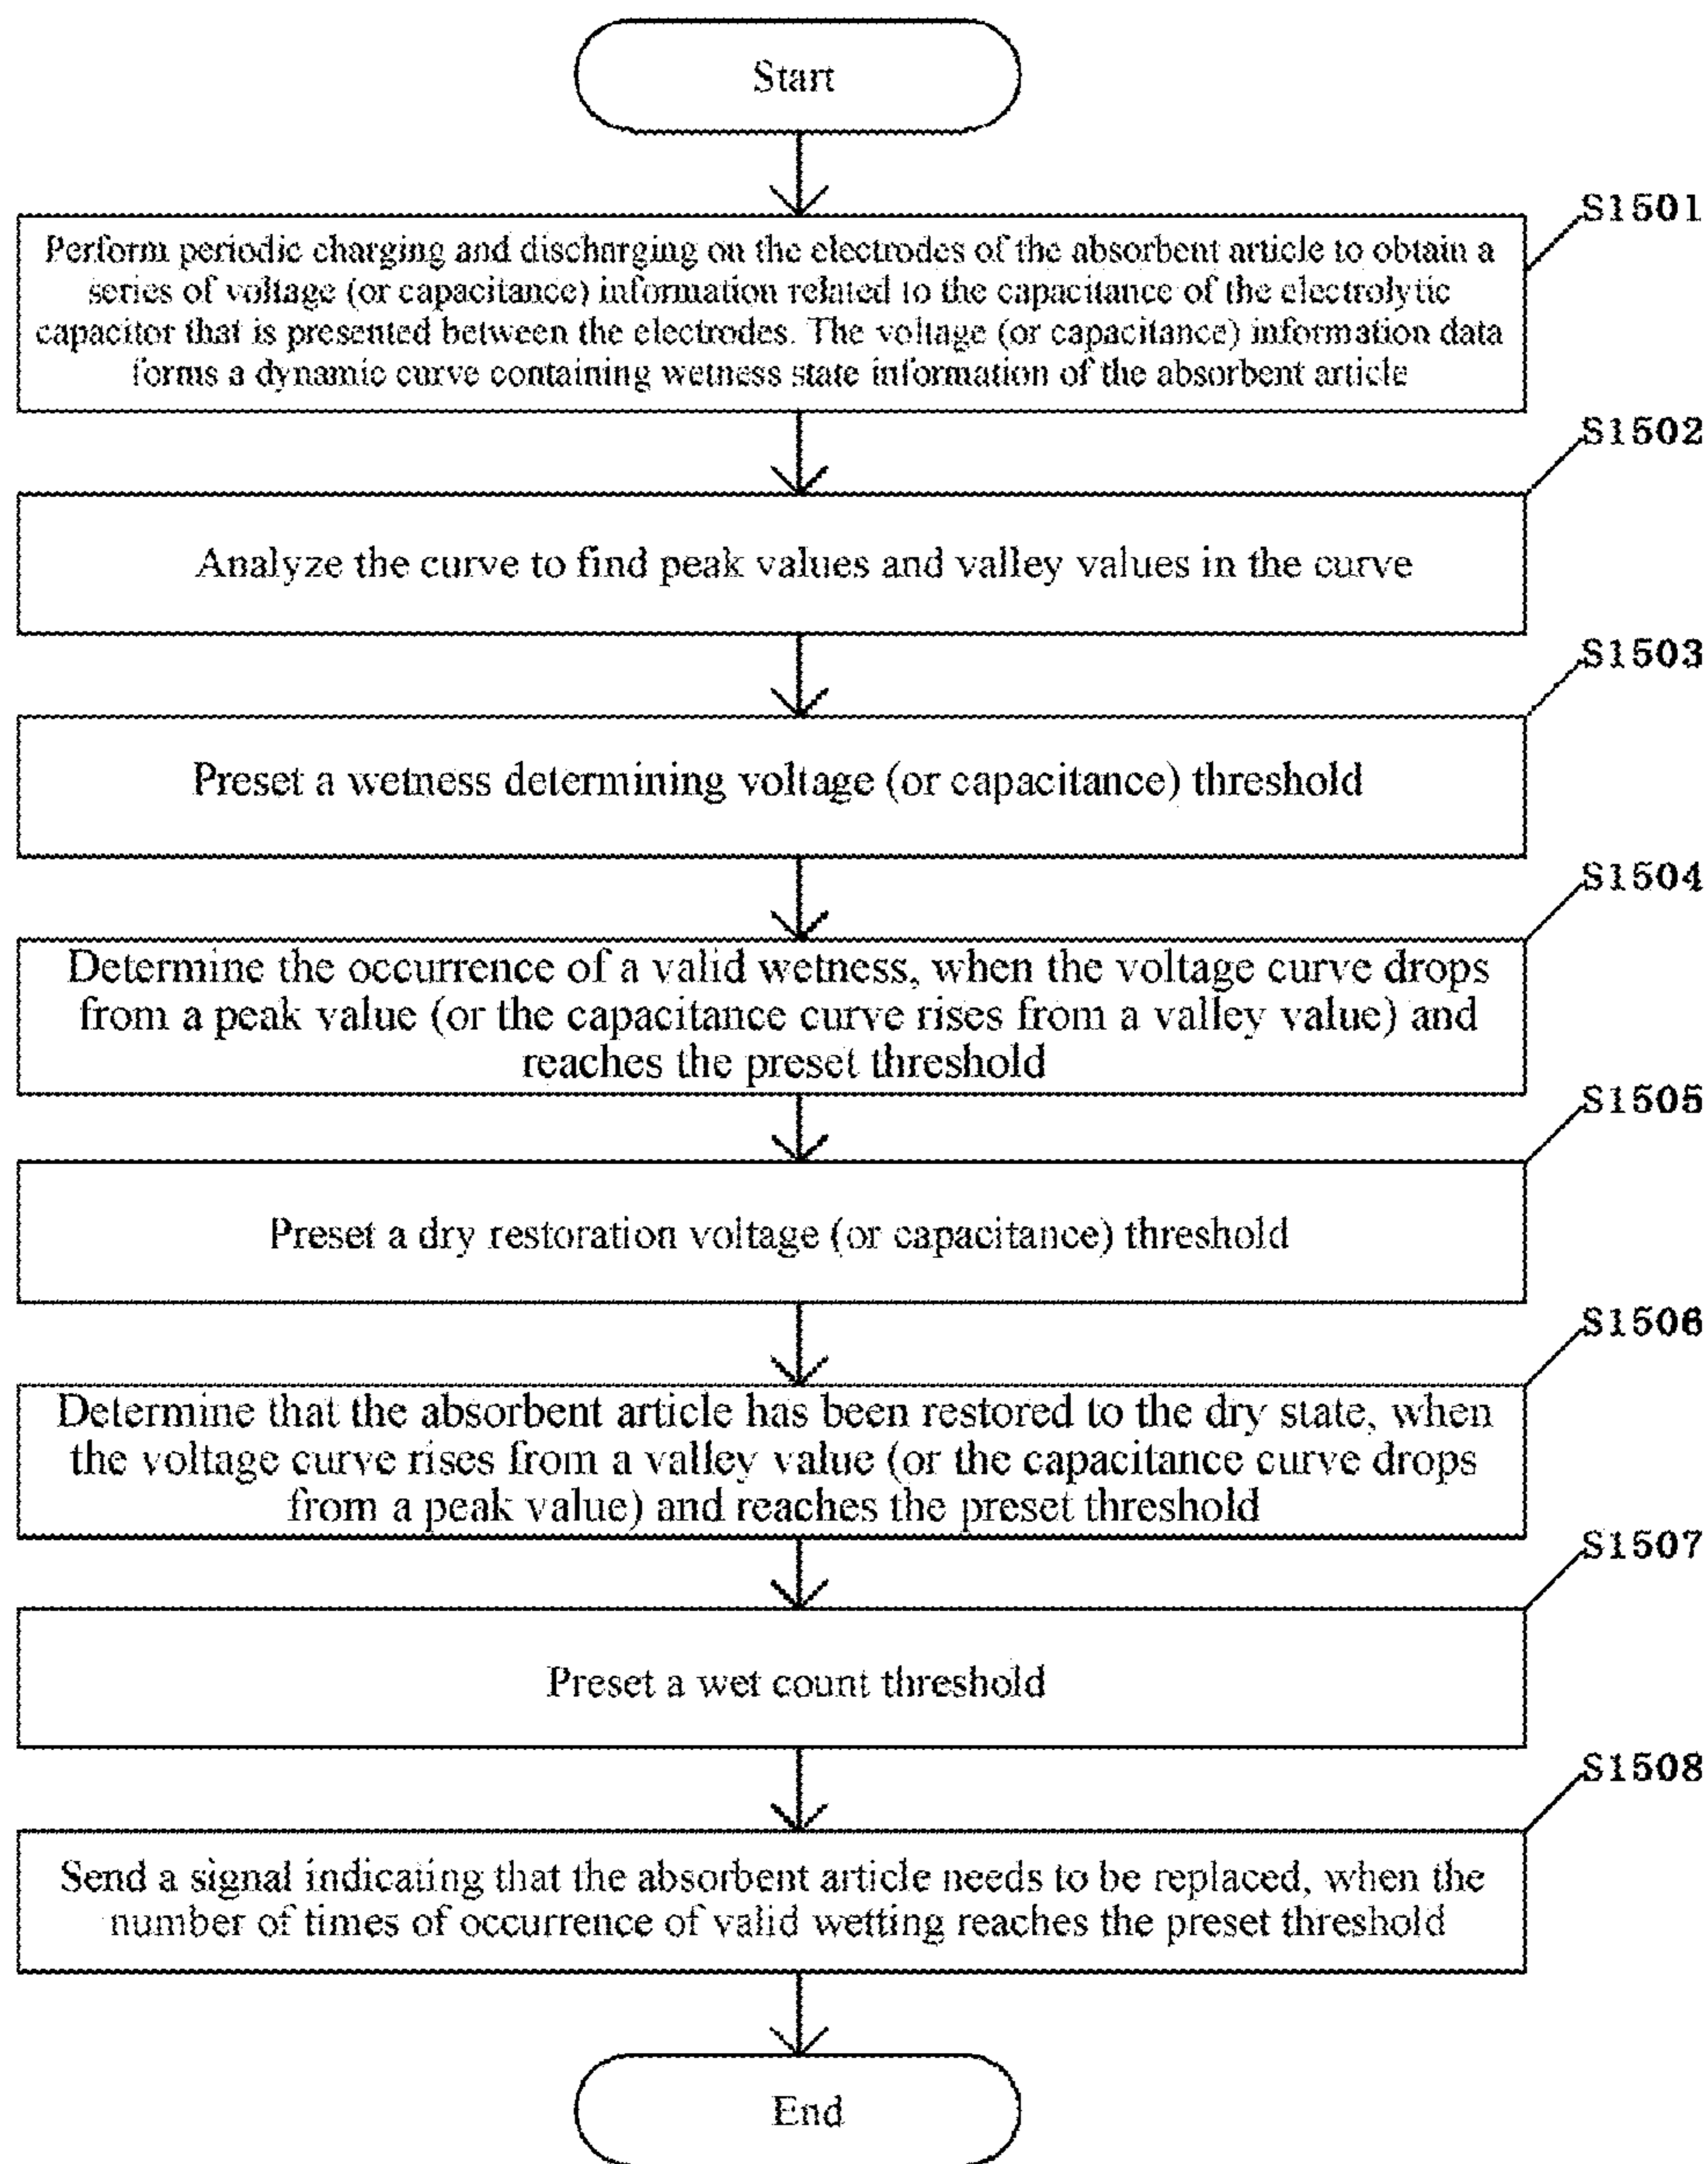 Start
S1501
Perform periodic charging and discharging on the electrodes of the absorbent article to obtain a
series of voltage (or capacitance) information related to the capacitance of the electrolytic
capacitor that is presented between the electrodes. The voltage (or capacitance) information data
forms a dynamic curve containing wetness state information of the absorbent article
S1502
Analyze the curve to find peak values and valley values in the curve
S1503
Preset a wetness determining voltage (or capacitance) threshold
S1504
Determine the occurrence of a valid wetness, when the voltage curve drops
from a peak value (or the capacitance curve rises from a valley value) and
reaches the preset threshold
S1505
Preset a dry restoration voltage (or capacitance) threshold
S1506
Determine that the absorbent article has been restored to the dry state, when
the voltage curve rises from a valley value (or the capacitance curve drops
from a peak value) and reaches the preset threshold
S1507
Preset a wet count threshold
S1508
Send a signal indicating that the absorbent article needs to be replaced, when the
number of times of occurrence of valid wetting reaches the preset threshold
End